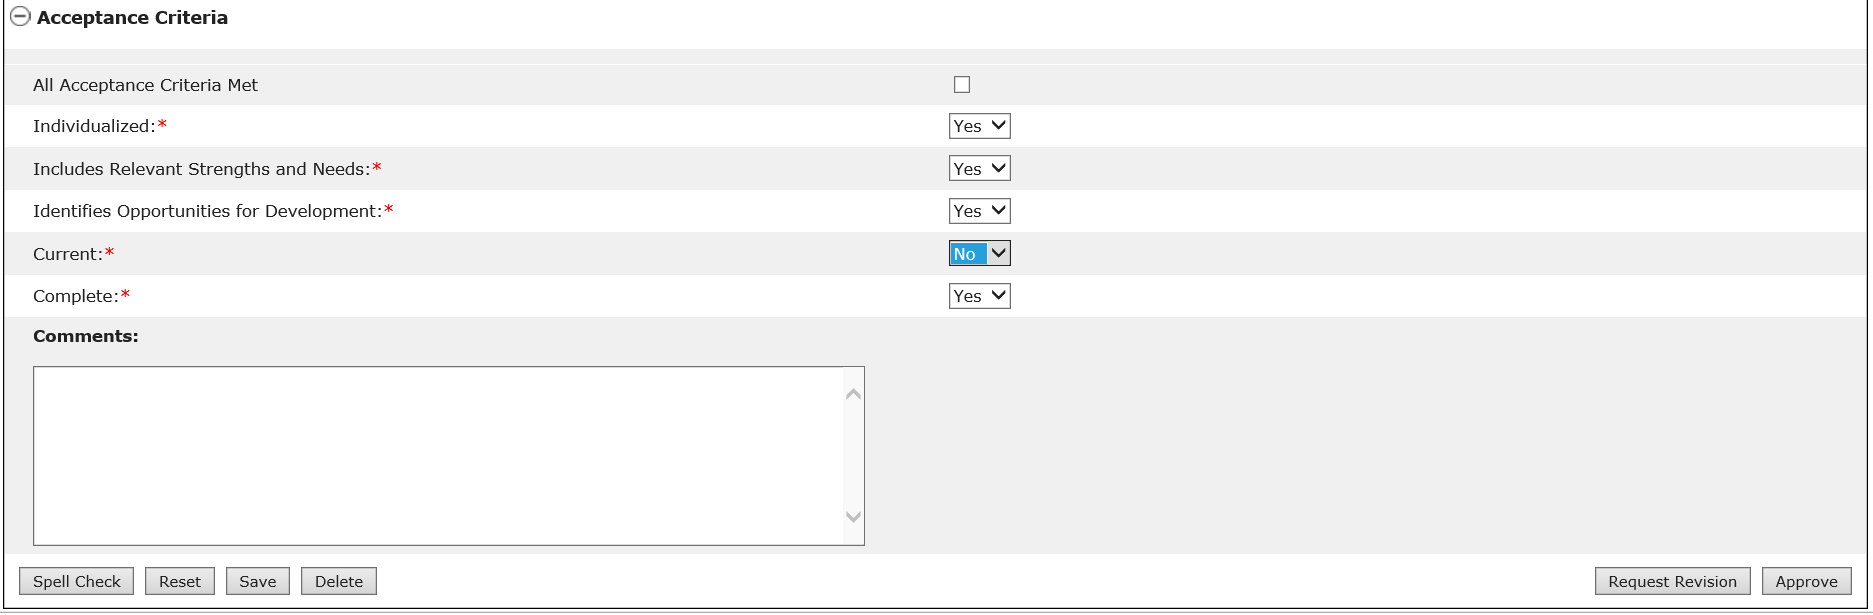 Acceptance Criteria
All Acceptance Criteria Met
Individualized:* Yes
Includes Relevant Strengths and Needs:* Yes
Identifies Opportunities for Development:* Yes
Current:* No
Complete:* Yes
Comments:
Spell Check Reset Save Delete Request Revision Approve